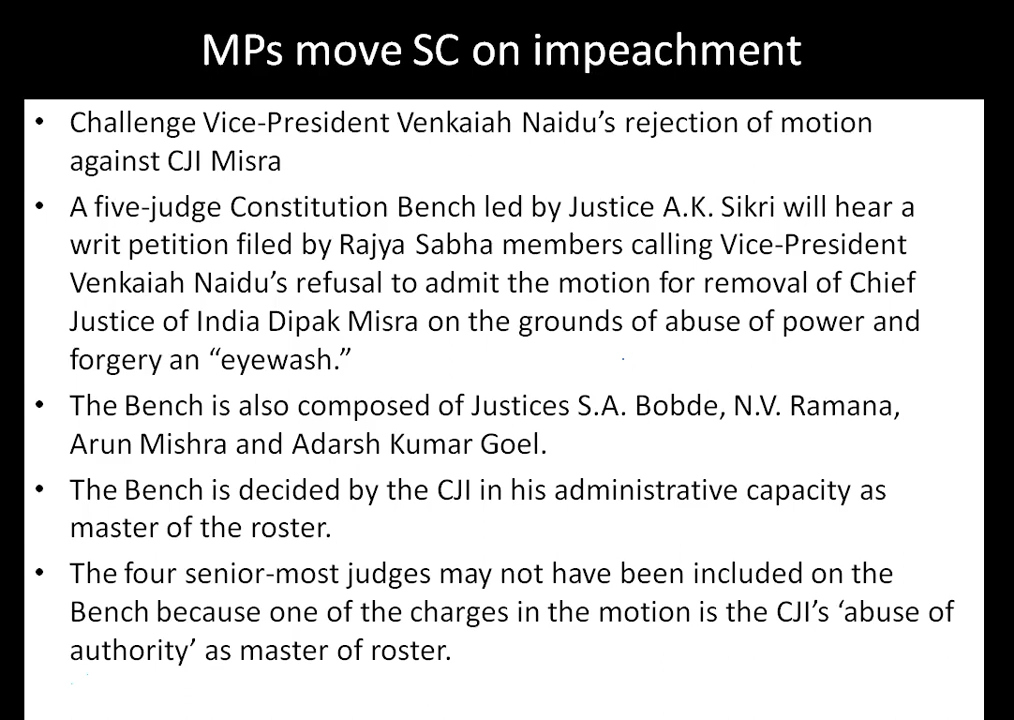 MPs move SC on impeachment
• Challenge Vice-President Venkaiah Naidu’s rejection of motion
against CJI Misra
• A five-judge Constitution Bench led by Justice A.K. Sikri will hear a
writ petition filed by Rajya Sabha members calling Vice-President
Venkaiah Naidu’s refusal to admit the motion for removal of Chief
Justice of India Dipak Misra on the grounds of abuse of power and
forgery an “eyewash.”
• The Bench is also composed of Justices S.A. Bobde, N.V. Ramana,
Arun Mishra and Adarsh Kumar Goel.
• The Bench is decided by the CJI in his administrative capacity as
master of the roster.
• The four senior-most judges may not have been included on the
Bench because one of the charges in the motion is the CJI’s ‘abuse of
authority’ as master of roster.